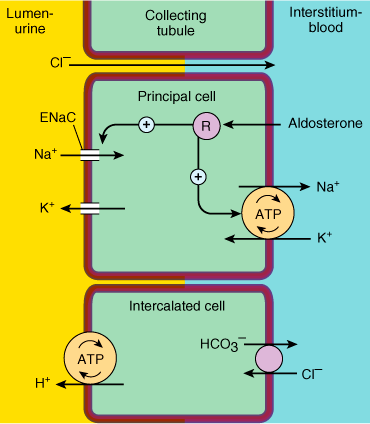 Lumen-
urine
Collecting
tubule
Interstitium-
blood
Cl⁻
Principal cell
ENaC
R
Aldosterone
+
Na⁺
+
Na⁺
K⁺
ATP
K⁺
Intercalated cell
HCO₃⁻
ATP
Cl⁻
H⁺